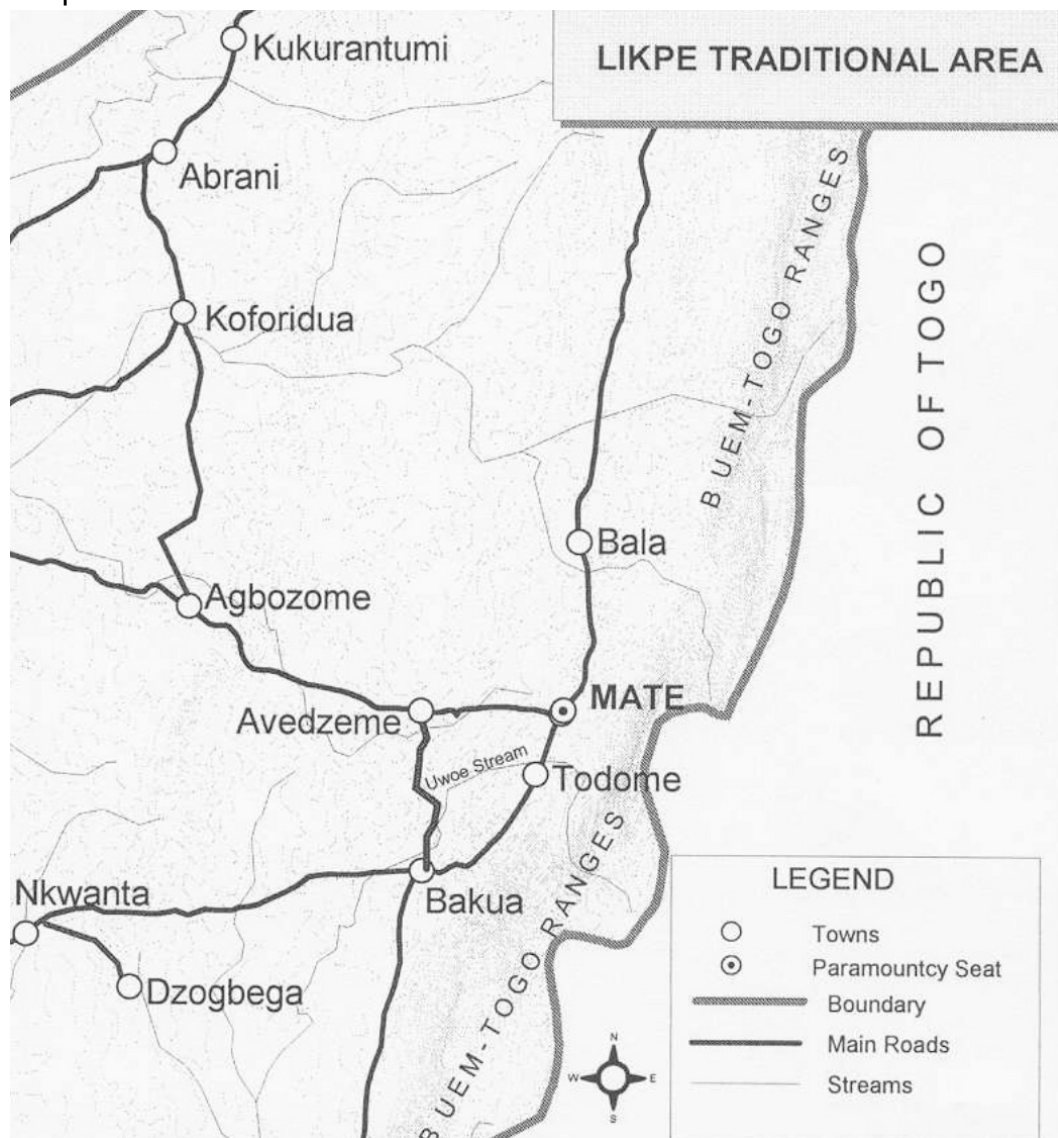 LIKPE TRADITIONAL AREA
Kukurantumi
Abrani
Koforidua
BUEM-TOGO RANGES
REPUBLIC OF TOGO
Bala
Agbozome
MATE
Avedzeme
Uwoe Stream
Todome
Bakua
Nkwanta
Dzogbega
BUEM-TOGO RANGES
LEGEND
Towns
Paramountcy Seat
Boundary
Main Roads
Streams
N
W
E
S